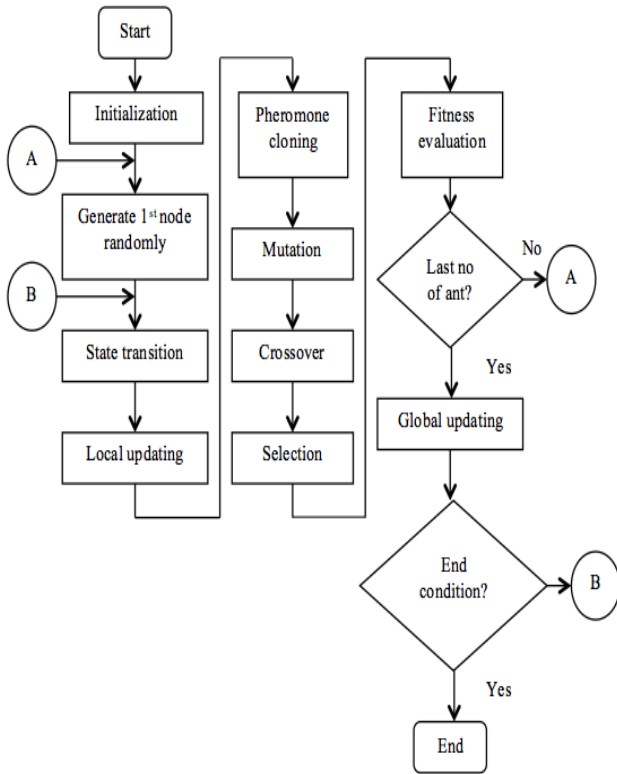 Start
Initialization
A
Generate 1st node
randomly
B
State transition
Local updating
Pheromone
cloning
Mutation
Crossover
Selection
Fitness
evaluation
Last no
of ant?
No
A
Yes
Global updating
End
condition?
B
Yes
End